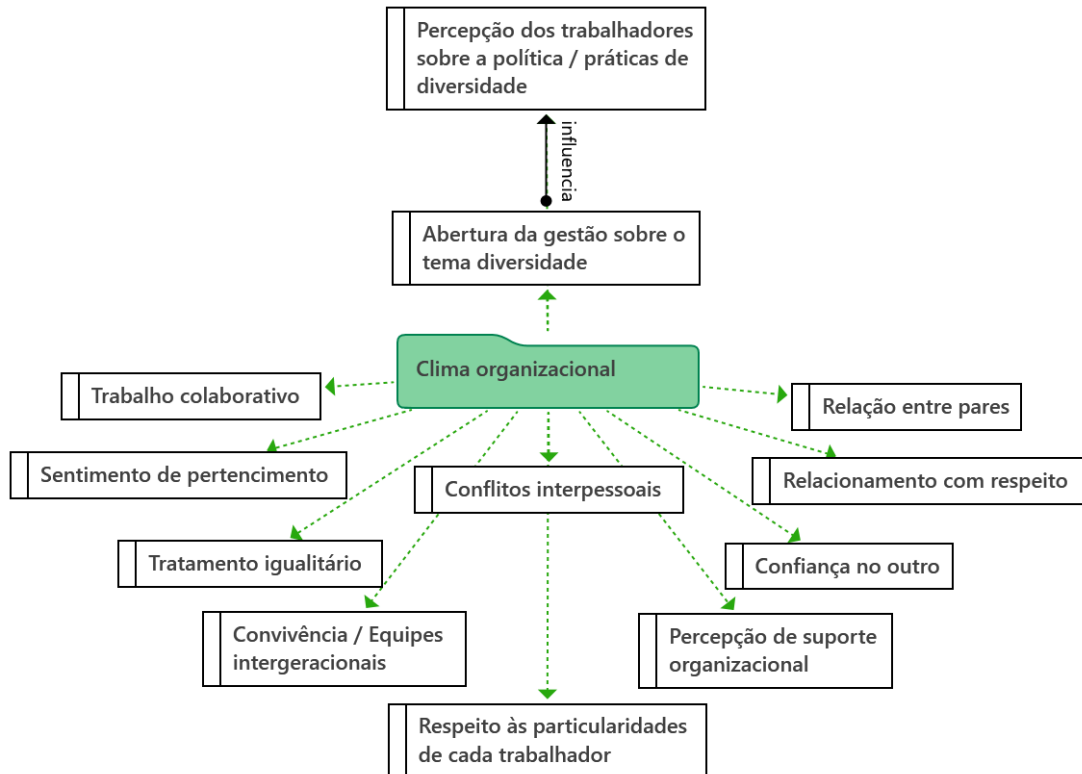 Percepção dos trabalhadores
sobre a política / práticas de
diversidade
influencia
Abertura da gestão sobre o
tema diversidade
Clima organizacional
Trabalho colaborativo
Relação entre pares
Sentimento de pertencimento
Conflitos interpessoais
Relacionamento com respeito
Tratamento igualitário
Confiança no outro
Convivência / Equipes
intergeracionais
Percepção de suporte
organizacional
Respeito às particularidades
de cada trabalhador